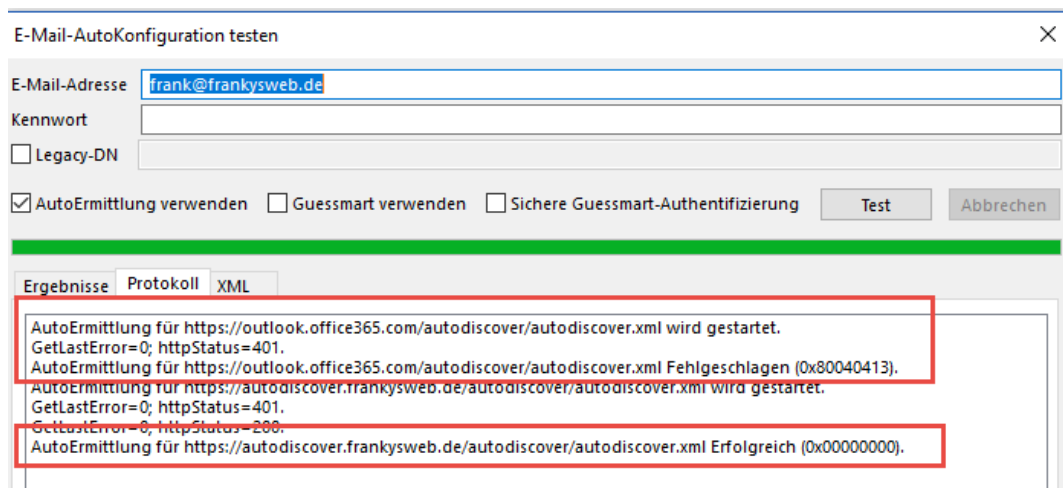 E-Mail-AutoKonfiguration testen
E-Mail-Adresse frank@frankysweb.de
Kennwort
Legacy-DN
AutoErmittlung verwenden Guessmart verwenden Sichere Guessmart-Authentifizierung Test Abbrechen
Ergebnisse Protokoll XML
AutoErmittlung für https://outlook.office365.com/autodiscover/autodiscover.xml wird gestartet.
GetLastError=0; httpStatus=401.
AutoErmittlung für https://outlook.office365.com/autodiscover/autodiscover.xml Fehlgeschlagen (0x80040413).
AutoErmittlung für https://autodiscover.frankysweb.de/autodiscover/autodiscover.xml wird gestartet.
GetLastError=0; httpStatus=401.
GetLastError=0; httpStatus=200.
AutoErmittlung für https://autodiscover.frankysweb.de/autodiscover/autodiscover.xml Erfolgreich (0x00000000).